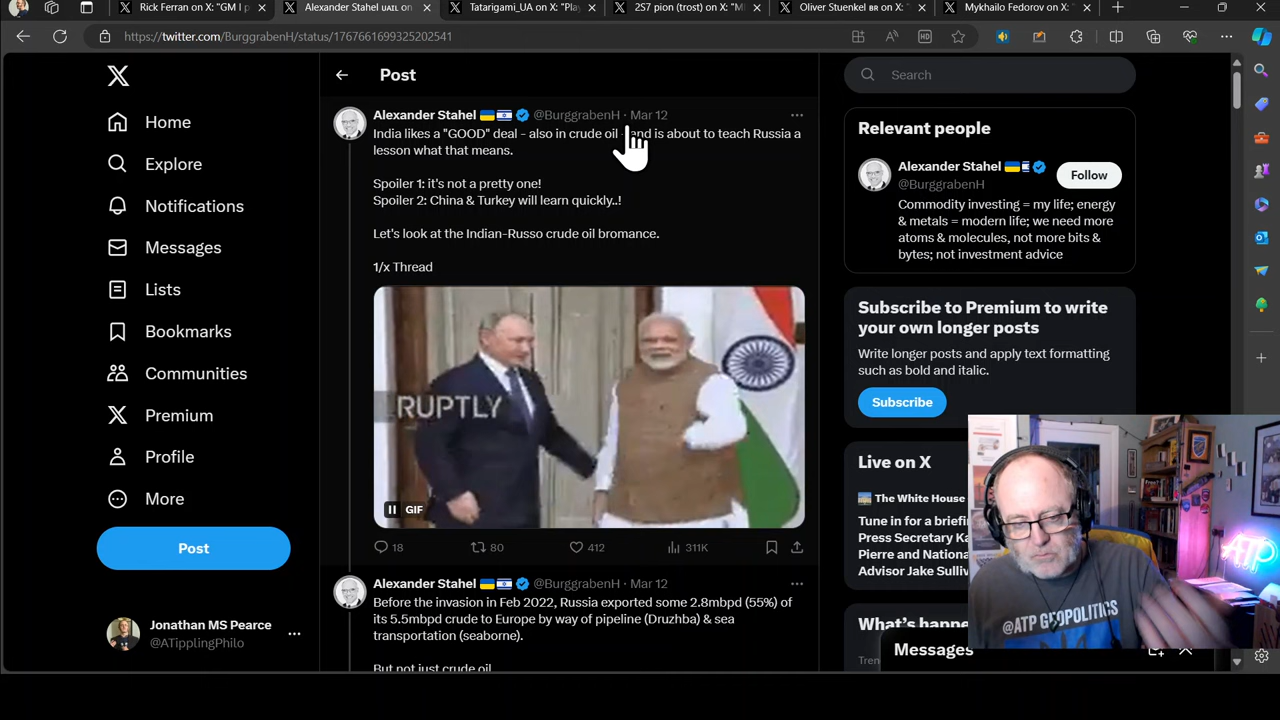 Rick Ferran on X: "GM I p
Alexander Stahel 🇺🇦🇮🇱 on
Tatarigami_UA on X: "Play
2S7 pion (trost) on X: "M
Oliver Stuenkel 🇧🇷 on X:
Mykhailo Fedorov on X: "
https://twitter.com/BurggrabenH/status/1767661699325202541
Post
Search
Home
Explore
Notifications
Messages
Lists
Bookmarks
Communities
Premium
Profile
More
Post
Jonathan MS Pearce
@ATipplingPhilo
Alexander Stahel 🇺🇦🇮🇱 @BurggrabenH · Mar 12
India likes a "GOOD" deal - also in crude oil - and is about to teach Russia a
lesson what that means.
Spoiler 1: it's not a pretty one!
Spoiler 2: China & Turkey will learn quickly..!
Let's look at the Indian-Russo crude oil bromance.
1/x Thread
RUPTLY
GIF
18
80
412
311K
Alexander Stahel 🇺🇦🇮🇱 @BurggrabenH · Mar 12
Before the invasion in Feb 2022, Russia exported some 2.8mbpd (55%) of
its 5.5mbpd crude to Europe by way of pipeline (Druzhba) & sea
transportation (seaborne).
But not just crude oil
Relevant people
Alexander Stahel 🇺🇦🇮🇱
@BurggrabenH
Follow
Commodity investing = my life; energy
& metals = modern life; we need more
atoms & molecules, not more bits &
bytes; not investment advice
Subscribe to Premium to write
your own longer posts
Write longer posts and apply text formatting
such as bold and italic.
Subscribe
Live on X
The White House
Tune in for a briefi
Press Secretary Ka
Pierre and Nationa
Advisor Jake Sulliv
What's happe
Tren
Messages
@ATP GEOPOLITICS
ATP